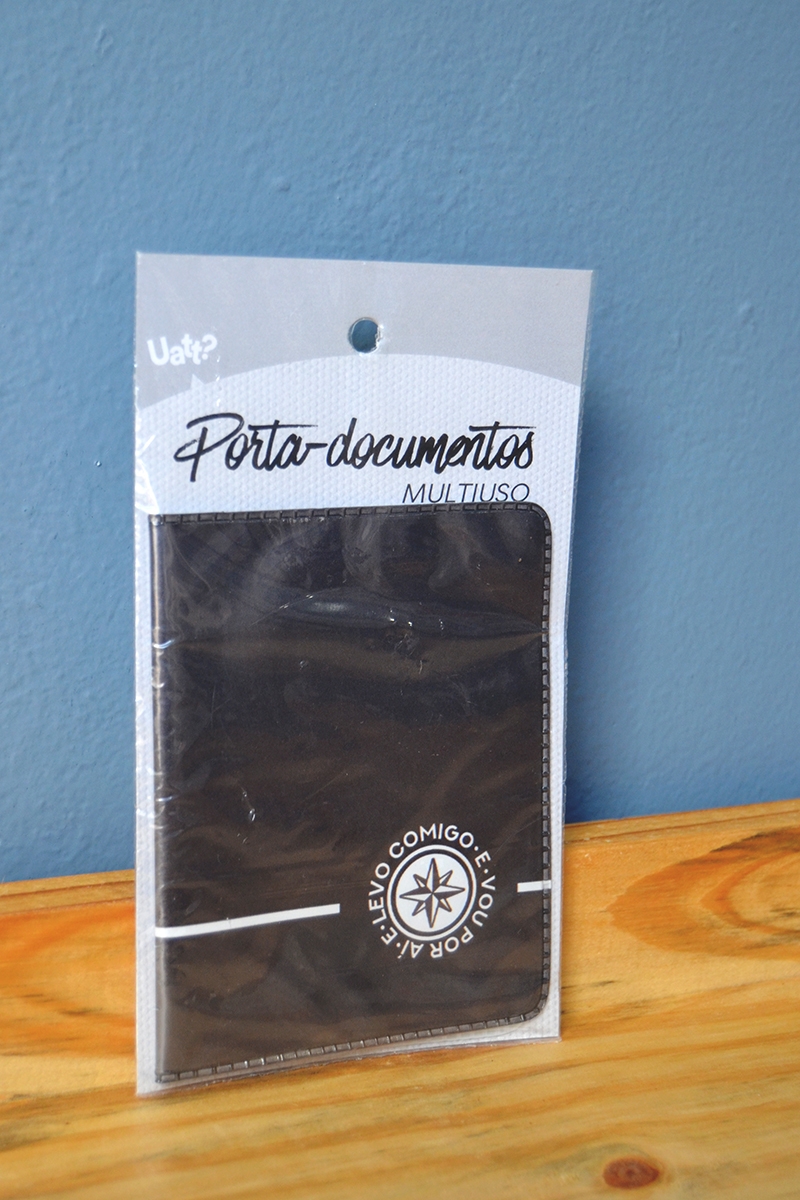 Uatt?
Porta-documentos
MULTIUSO
LEVO COMIGO·E·VOU POR AÍ·E·